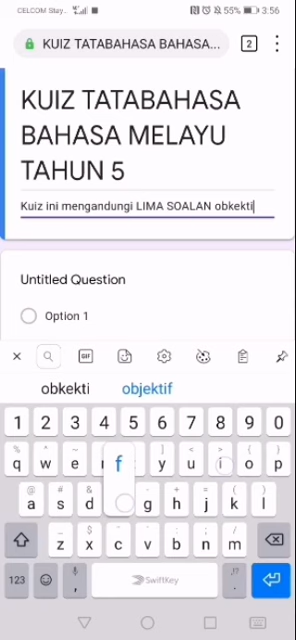 CELCOM Stay.. 55% 3:56
KUIZ TATABAHASA BAHASA... 2
KUIZ TATABAHASA
BAHASA MELAYU
TAHUN 5
Kuiz ini mengandungi LIMA SOALAN obkekti
Untitled Question
Option 1
GIF
obkekti objektif
1 2 3 4 5 6 7 8 9 0
q w e r f y u i o p
a s d g h j k l
z x c v b n m
123 SwiftKey , .